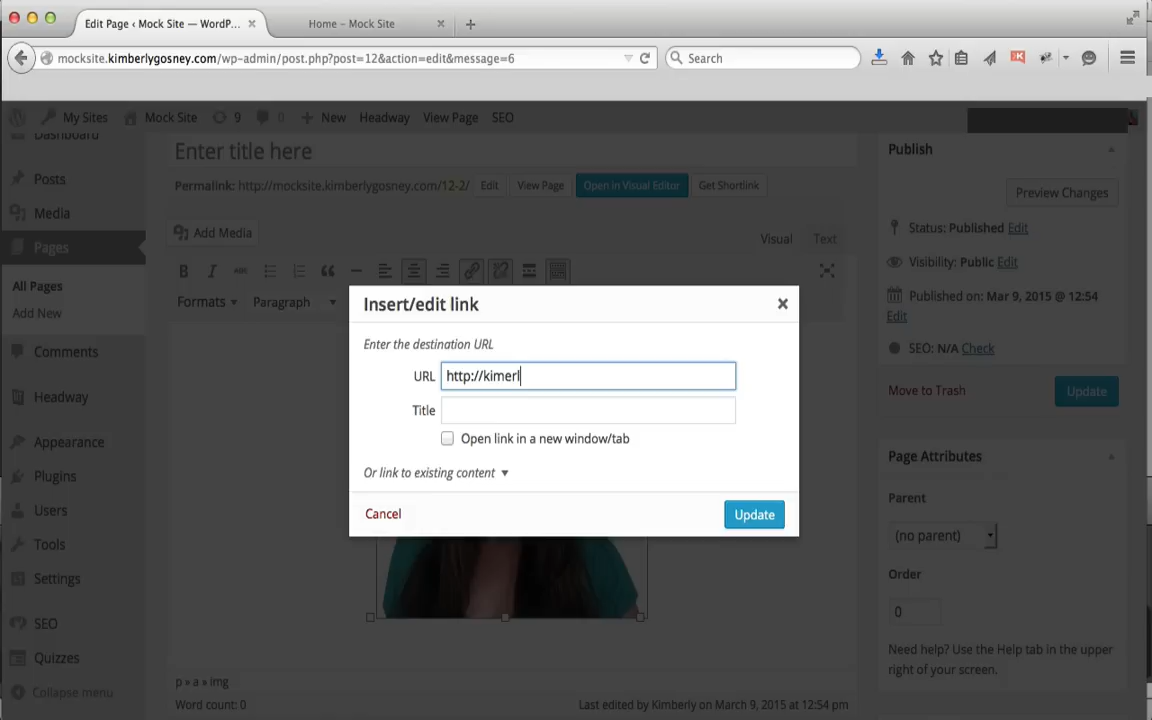 Edit Page ‹ Mock Site — WordP...
Home – Mock Site
mocksite.kimberlygosney.com/wp-admin/post.php?post=12&action=edit&message=6
Search
My Sites Mock Site 9 0 New Headway View Page SEO
Dashboard
Posts
Media
Pages
All Pages
Add New
Comments
Headway
Appearance
Plugins
Users
Tools
Settings
SEO
Quizzes
Collapse menu
Enter title here
Permalink: http://mocksite.kimberlygosney.com/12-2/ Edit View Page Open in Visual Editor Get Shortlink
Add Media
Visual Text
B I ABC
Formats Paragraph
Insert/edit link
Enter the destination URL
URL http://kimerl
Title
Open link in a new window/tab
Or link to existing content
Cancel Update
p » a » img
Word count: 0
Last edited by Kimberly on March 9, 2015 at 12:54 pm
Publish
Preview Changes
Status: Published Edit
Visibility: Public Edit
Published on: Mar 9, 2015 @ 12:54
Edit
SEO: N/A Check
Move to Trash Update
Page Attributes
Parent
(no parent)
Order
0
Need help? Use the Help tab in the upper
right of your screen.